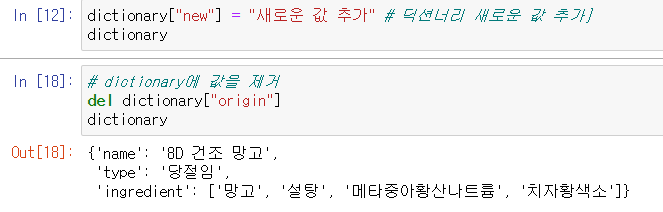 In [12]: dictionary["new"] = "새로운 값 추가" # 딕션너리 새로운 값 추가]
dictionary
In [18]: # dictionary에 값을 제거
del dictionary["origin"]
dictionary
Out[18]: {'name': '8D 건조 망고',
'type': '당절임',
'ingredient': ['망고', '설탕', '메타중아황산나트륨', '치자황색소']}